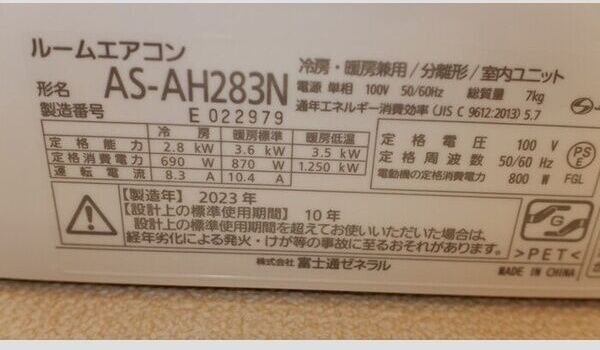 ルームエアコン
形名 AS-AH283N
製造番号 E 022979
冷房・暖房兼用/分離形/室内ユニット
電源 単相 100V 50/60Hz 総質量 7kg
通年エネルギー消費効率(JIS C 9612:2013) 5.7
冷房 暖房標準 暖房低温
定格能力 2.8 kW 3.6 kW 3.5 kW
定格消費電力 690 W 870 W 1.250 kW
運転電流 8.3 A 10.4 A
定格電圧 100 V
定格周波数 50/60 Hz
電動機の定格消費電力 800 W
PS E
FGL
【製造年】2023年
【設計上の標準使用期間】10年
設計上の標準使用期間を超えてお使いいただいた場合は、
経年劣化による発火・けが等の事故に至るおそれがあります。
G
>PET<
MADE IN CHINA
株式会社 富士通ゼネラル